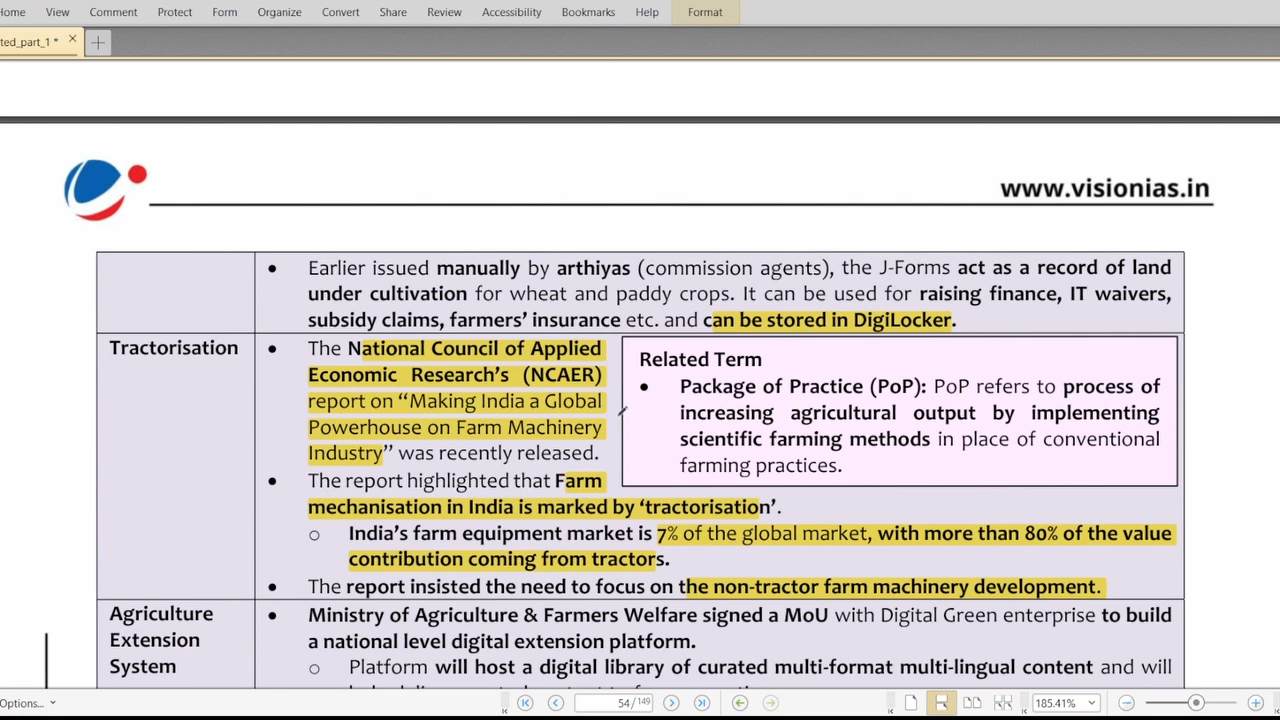 Home View Comment Protect Form Organize Convert Share Review Accessibility Bookmarks Help Format
ted_part_1 *
www.visionias.in
• Earlier issued manually by arthiyas (commission agents), the J-Forms act as a record of land
under cultivation for wheat and paddy crops. It can be used for raising finance, IT waivers,
subsidy claims, farmers' insurance etc. and can be stored in DigiLocker.
Tractorisation
• The National Council of Applied
Economic Research's (NCAER)
report on "Making India a Global
Powerhouse on Farm Machinery
Industry" was recently released.
Related Term
• Package of Practice (PoP): PoP refers to process of
increasing agricultural output by implementing
scientific farming methods in place of conventional
farming practices.
• The report highlighted that Farm
mechanisation in India is marked by 'tractorisation'.
○ India's farm equipment market is 7% of the global market, with more than 80% of the value
contribution coming from tractors.
• The report insisted the need to focus on the non-tractor farm machinery development.
Agriculture
Extension
System
• Ministry of Agriculture & Farmers Welfare signed a MoU with Digital Green enterprise to build
a national level digital extension platform.
○ Platform will host a digital library of curated multi-format multi-lingual content and will
Options...
54/149
185.41%